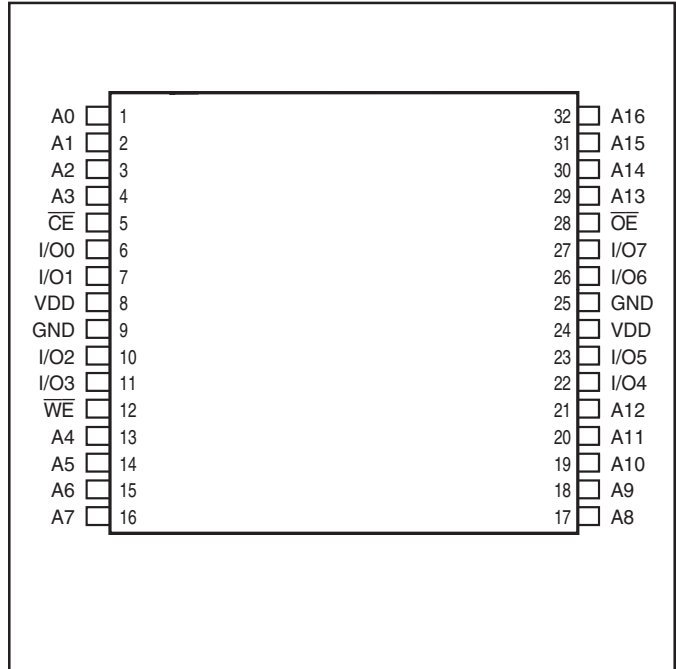 A0 1 32 A16
A1 2 31 A15
A2 3 30 A14
A3 4 29 A13
C̅E̅ 5 28 O̅E̅
I/O0 6 27 I/O7
I/O1 7 26 I/O6
VDD 8 25 GND
GND 9 24 VDD
I/O2 10 23 I/O5
I/O3 11 22 I/O4
W̅E̅ 12 21 A12
A4 13 20 A11
A5 14 19 A10
A6 15 18 A9
A7 16 17 A8